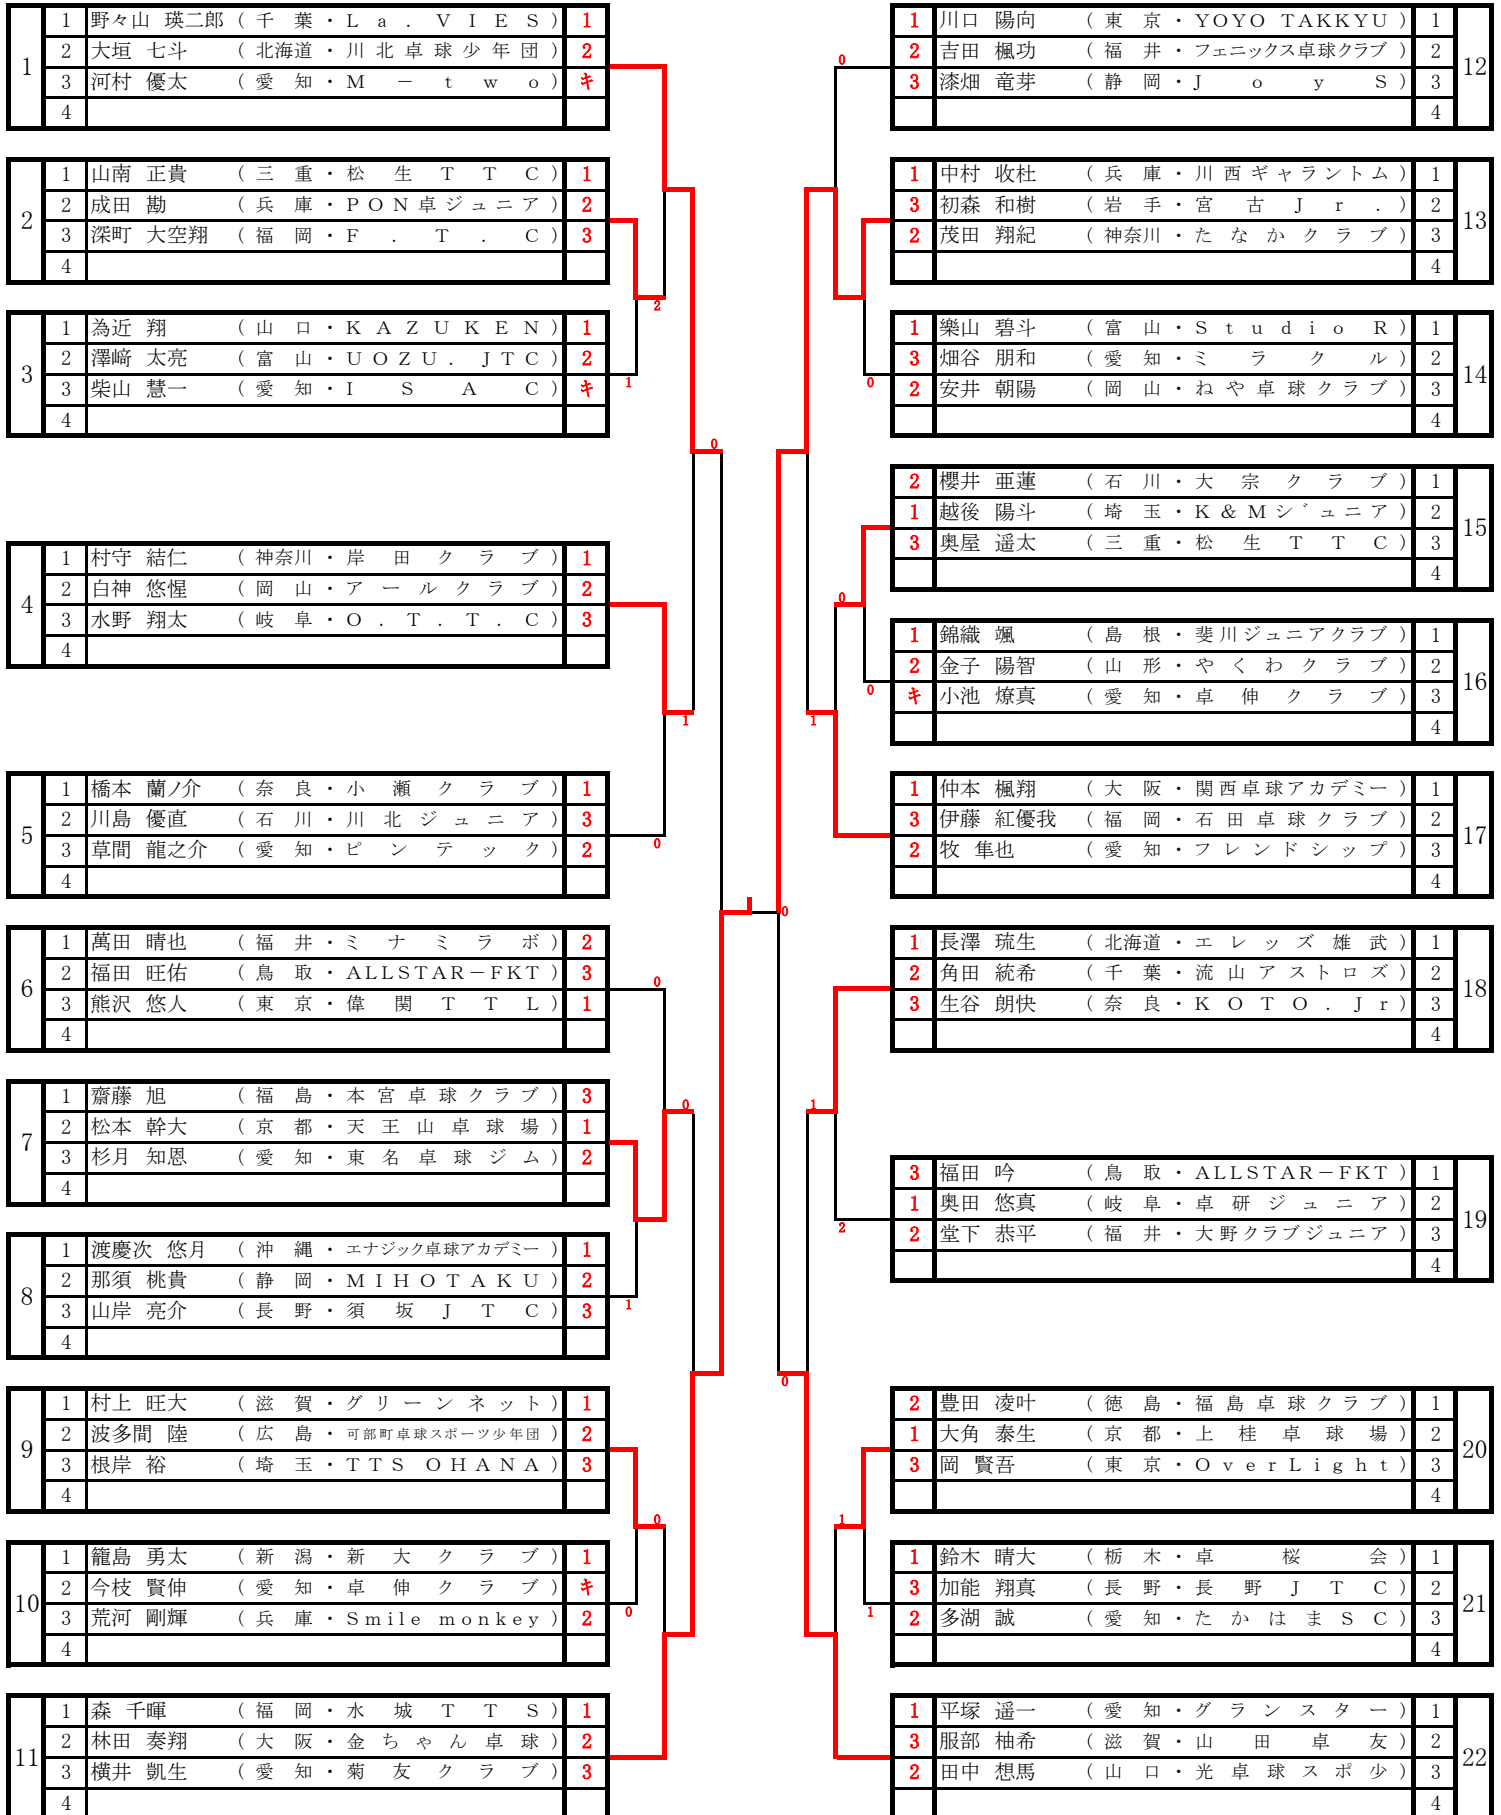 1
1 野々山 瑛二郎 (千 葉・La. VIES) 1
2 大垣 七斗 (北海道・川北卓球少年団) 2
3 河村 優太 (愛 知・M-two) キ
4
2
1 山南 正貴 (三 重・松生TTC) 1
2 成田 勘 (兵 庫・PON卓ジュニア) 2
3 深町 大空翔 (福 岡・F.T.C) 3
4
2
3
1 為近 翔 (山 口・KAZUKEN) 1
2 澤﨑 太亮 (富 山・UOZU. JTC) 2
3 柴山 慧一 (愛 知・ISAC) キ
4
1
0
4
1 村守 結仁 (神奈川・岸田クラブ) 1
2 白神 悠惺 (岡 山・アールクラブ) 2
3 水野 翔太 (岐 阜・O.T.T.C) 3
4
1
5
1 橋本 蘭ノ介 (奈 良・小瀬クラブ) 1
2 川島 優直 (石 川・川北ジュニア) 3
3 草間 龍之介 (愛 知・ピンテック) 2
4
0
6
1 萬田 晴也 (福 井・ミナミラボ) 2
2 福田 旺佑 (鳥 取・ALLSTAR-FKT) 3
3 熊沢 悠人 (東 京・偉関TTL) 1
4
0
7
1 齋藤 旭 (福 島・本宮卓球クラブ) 3
2 松本 幹大 (京 都・天王山卓球場) 1
3 杉月 知恩 (愛 知・東名卓球ジム) 2
4
0
8
1 渡慶次 悠月 (沖 縄・エナジック卓球アカデミー) 1
2 那須 桃貴 (静 岡・MIHOTAKU) 2
3 山岸 亮介 (長 野・須坂JTC) 3
4
1
9
1 村上 旺大 (滋 賀・グリーンネット) 1
2 波多間 陸 (広 島・可部町卓球スポーツ少年団) 2
3 根岸 裕 (埼 玉・TTS OHANA) 3
4
0
10
1 籠島 勇太 (新 潟・新大クラブ) 1
2 今枝 賢伸 (愛 知・卓伸クラブ) キ
3 荒河 剛輝 (兵 庫・Smile monkey) 2
4
0
11
1 森 千暉 (福 岡・水城TTS) 1
2 林田 奏翔 (大 阪・金ちゃん卓球) 2
3 横井 凱生 (愛 知・菊友クラブ) 3
4
0
1 川口 陽向 (東 京・YOYO TAKKYU) 1
2 吉田 楓功 (福 井・フェニックス卓球クラブ) 2
3 漆畑 竜芽 (静 岡・JoyS) 3
4
12
0
1 中村 收杜 (兵 庫・川西ギャラントム) 1
3 初森 和樹 (岩 手・宮古Jr.) 2
2 茂田 翔紀 (神奈川・たなかクラブ) 3
4
13
1 樂山 碧斗 (富 山・Studio R) 1
3 畑谷 朋和 (愛 知・ミラクル) 2
2 安井 朝陽 (岡 山・ねや卓球クラブ) 3
4
14
0
2 櫻井 亜蓮 (石 川・大宗クラブ) 1
1 越後 陽斗 (埼 玉・K&Mジュニア) 2
3 奥屋 遥太 (三 重・松生TTC) 3
4
15
0
1 錦織 颯 (島 根・斐川ジュニアクラブ) 1
2 金子 陽智 (山 形・やくわクラブ) 2
キ 小池 燎真 (愛 知・卓伸クラブ) 3
4
16
0
1
1 仲本 楓翔 (大 阪・関西卓球アカデミー) 1
3 伊藤 紅優我 (福 岡・石田卓球クラブ) 2
2 牧 隼也 (愛 知・フレンドシップ) 3
4
17
0
1 長澤 琉生 (北海道・エレッズ雄武) 1
2 角田 統希 (千 葉・流山アストロズ) 2
3 生谷 朗快 (奈 良・KOTO.Jr) 3
4
18
1
3 福田 吟 (鳥 取・ALLSTAR-FKT) 1
1 奥田 悠真 (岐 阜・卓研ジュニア) 2
2 堂下 恭平 (福 井・大野クラブジュニア) 3
4
19
2
0
2 豊田 凌叶 (徳 島・福島卓球クラブ) 1
1 大角 泰生 (京 都・上桂卓球場) 2
3 岡 賢吾 (東 京・OverLight) 3
4
20
1
1 鈴木 晴大 (栃 木・卓桜会) 1
3 加能 翔真 (長 野・長野JTC) 2
2 多湖 誠 (愛 知・たかはまSC) 3
4
21
1
1 平塚 遥一 (愛 知・グランスター) 1
3 服部 柚希 (滋 賀・山田卓友) 2
2 田中 想馬 (山 口・光卓球スポ少) 3
4
22